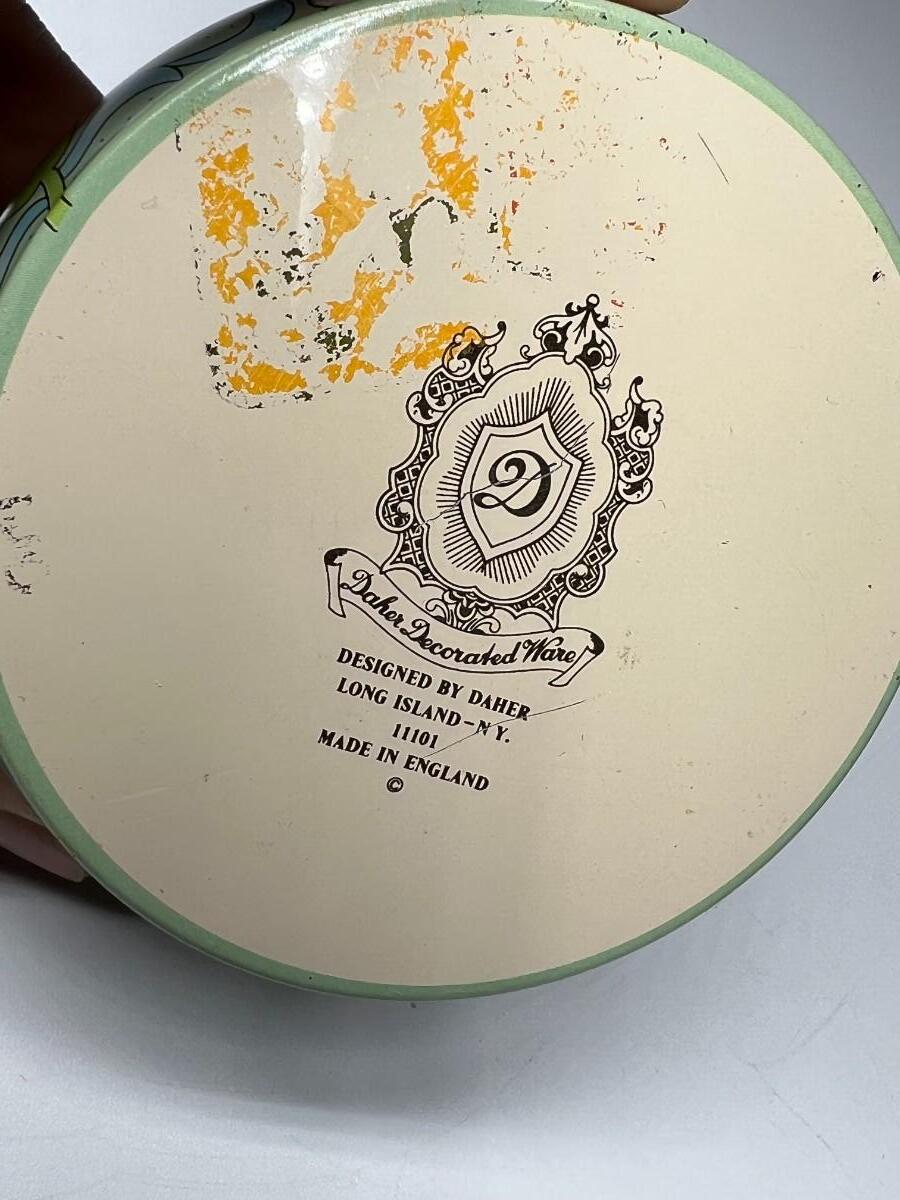 D
Daher Decorated Ware
DESIGNED BY DAHER
LONG ISLAND-N Y.
11101
MADE IN ENGLAND
©